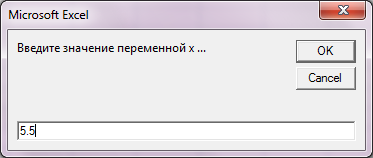 Microsoft Excel
Введите значение переменной x ...
OK
Cancel
5.5